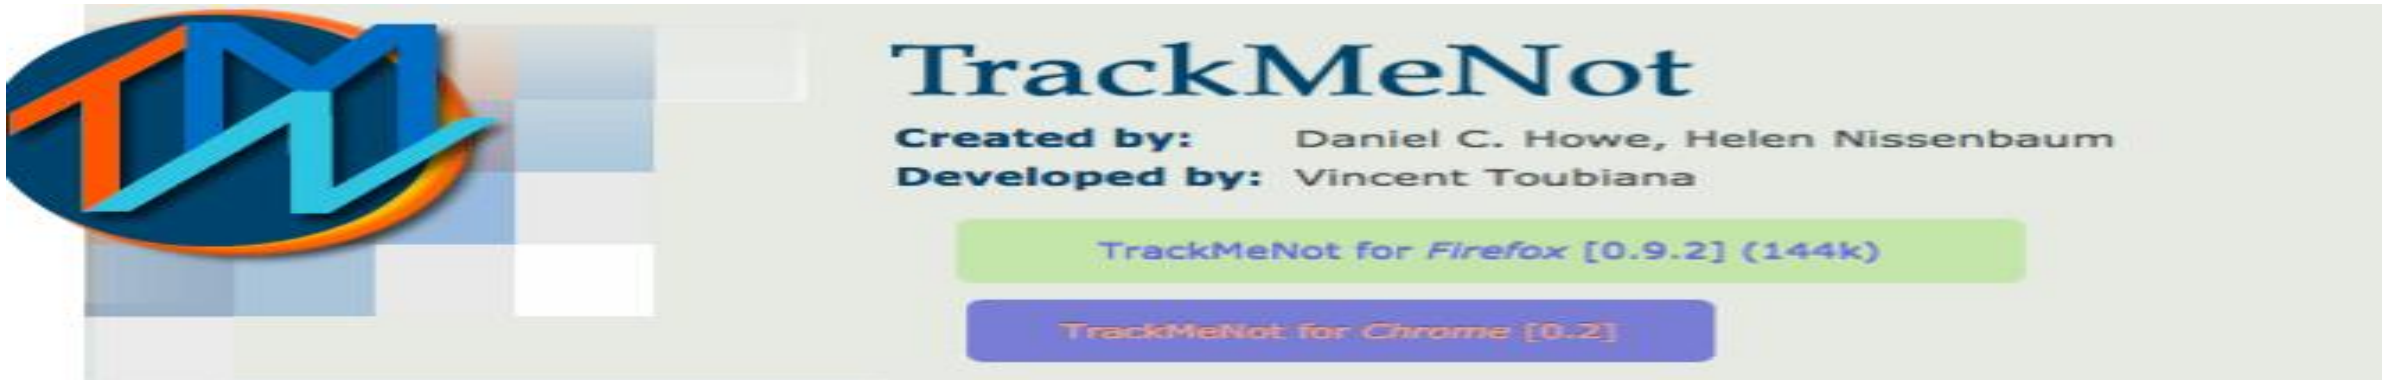 TMN
TrackMeNot
Created by: Daniel C. Howe, Helen Nissenbaum
Developed by: Vincent Toubiana
TrackMeNot for Firefox [0.9.2] (144k)
TrackMeNot for Chrome [0.2]